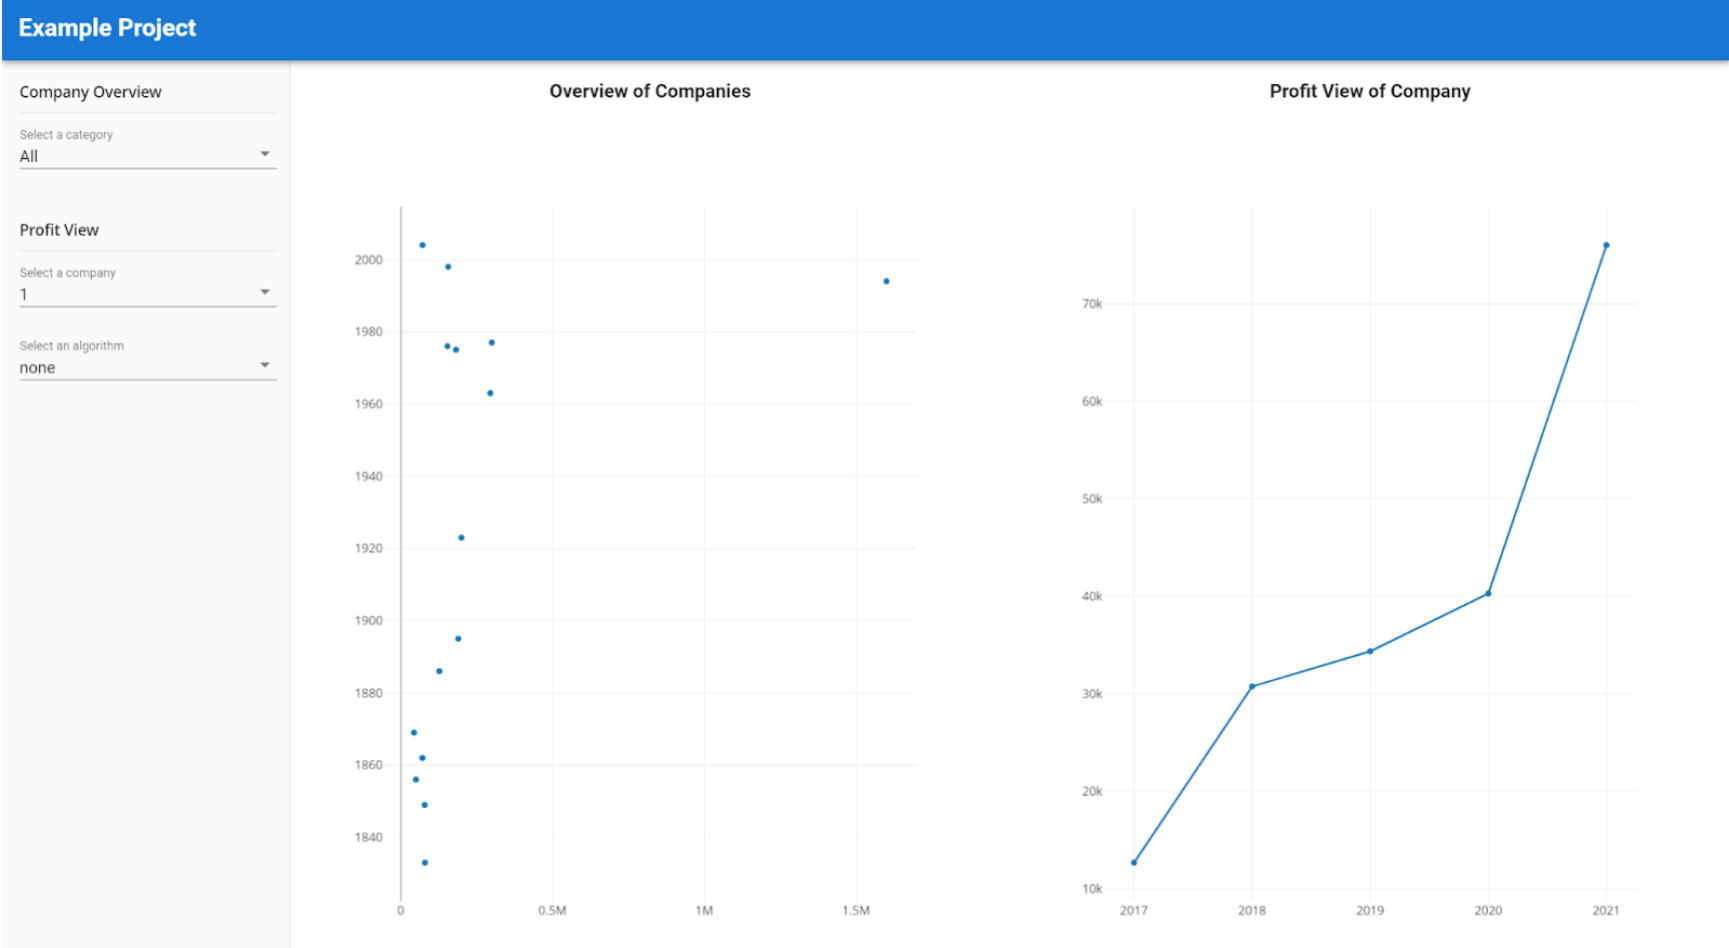 Example Project
Company Overview
Select a category
All
Profit View
Select a company
1
Select an algorithm
none
Overview of Companies
2000
1980
1960
1940
1920
1900
1880
1860
1840
0 0.5M 1M 1.5M
Profit View of Company
70k
60k
50k
40k
30k
20k
10k
2017 2018 2019 2020 2021